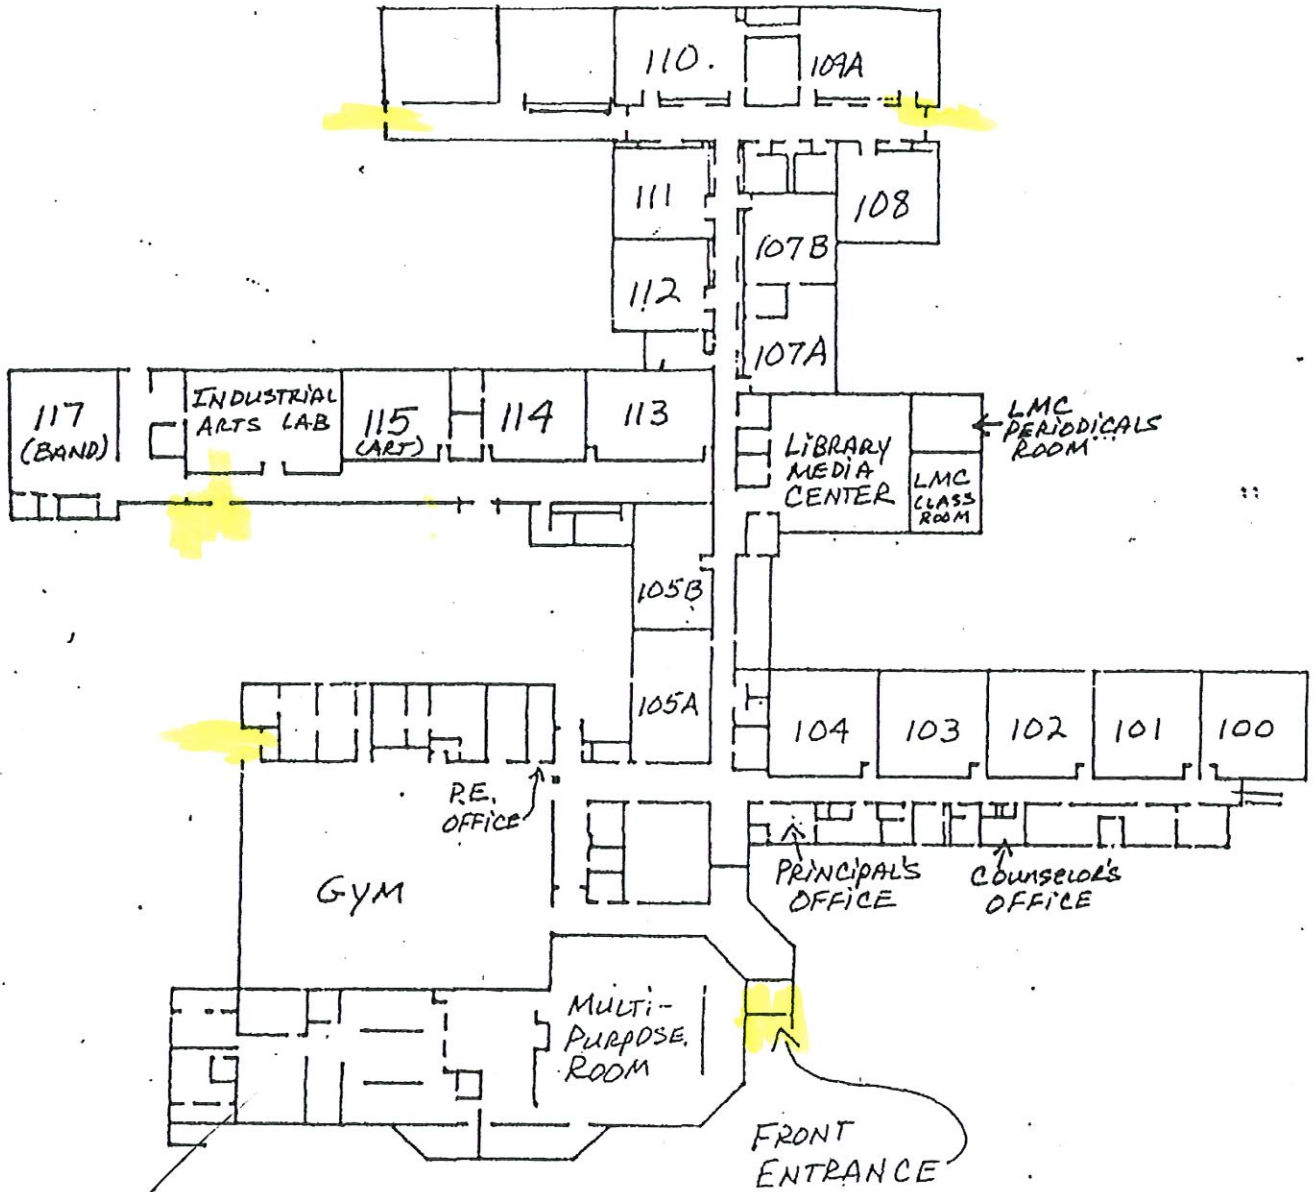 110.
109A
111
108
107B
112
107A
117
(BAND)
INDUSTRIAL
ARTS LAB
115
(ART)
114
113
LIBRARY
MEDIA
CENTER
LMC
PERIODICALS
ROOM
LMC
CLASS
ROOM
105B
105A
104
103
102
101
100
P.E.
OFFICE
PRINCIPAL'S
OFFICE
COUNSELOR'S
OFFICE
GYM
MULTI-
PURPOSE
ROOM
FRONT
ENTRANCE